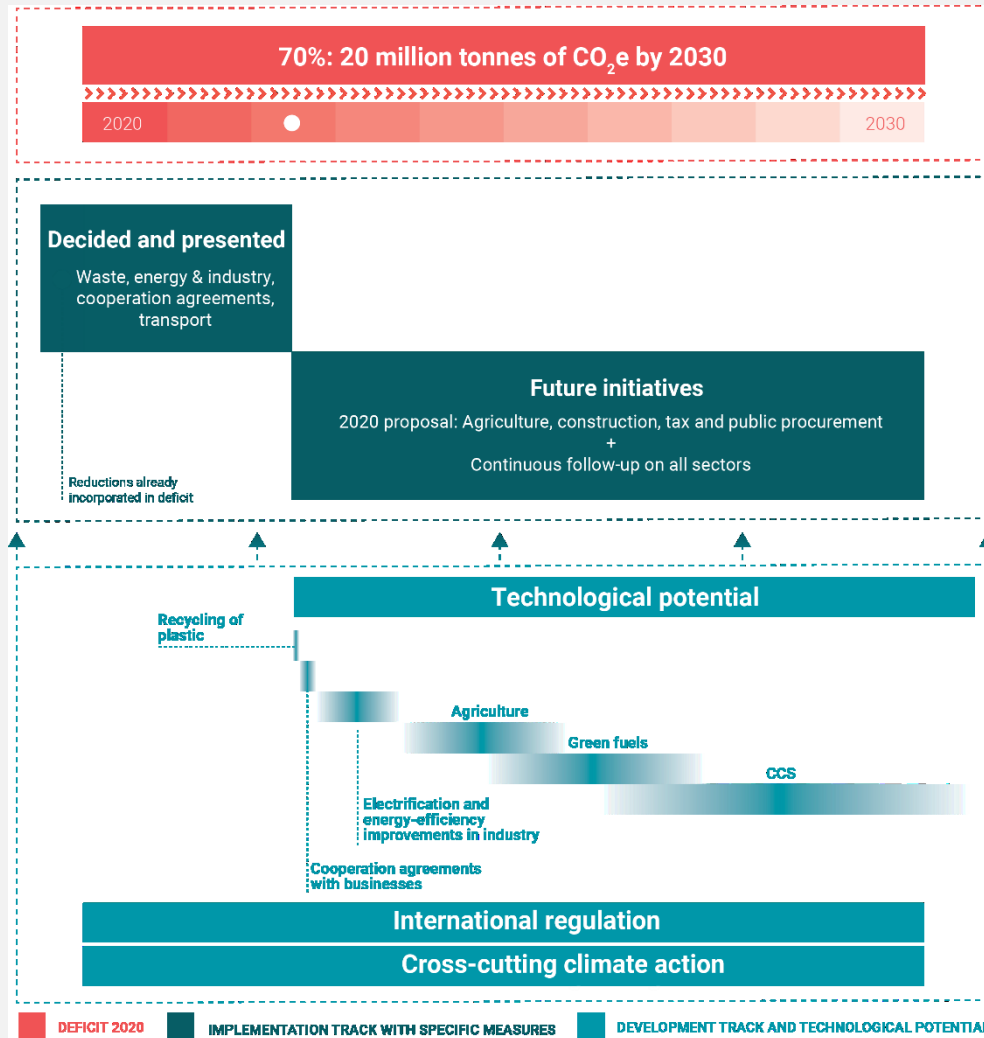 70%: 20 million tonnes of CO₂e by 2030
2020
2030
Decided and presented
Waste, energy & industry,
cooperation agreements,
transport
Future initiatives
2020 proposal: Agriculture, construction, tax and public procurement
+
Continuous follow-up on all sectors
Reductions already
incorporated in deficit
Technological potential
Recycling of
plastic
Agriculture
Green fuels
CCS
Electrification and
energy-efficiency
improvements in industry
Cooperation agreements
with businesses
International regulation
Cross-cutting climate action
DEFICIT 2020
IMPLEMENTATION TRACK WITH SPECIFIC MEASURES
DEVELOPMENT TRACK AND TECHNOLOGICAL POTENTIAL